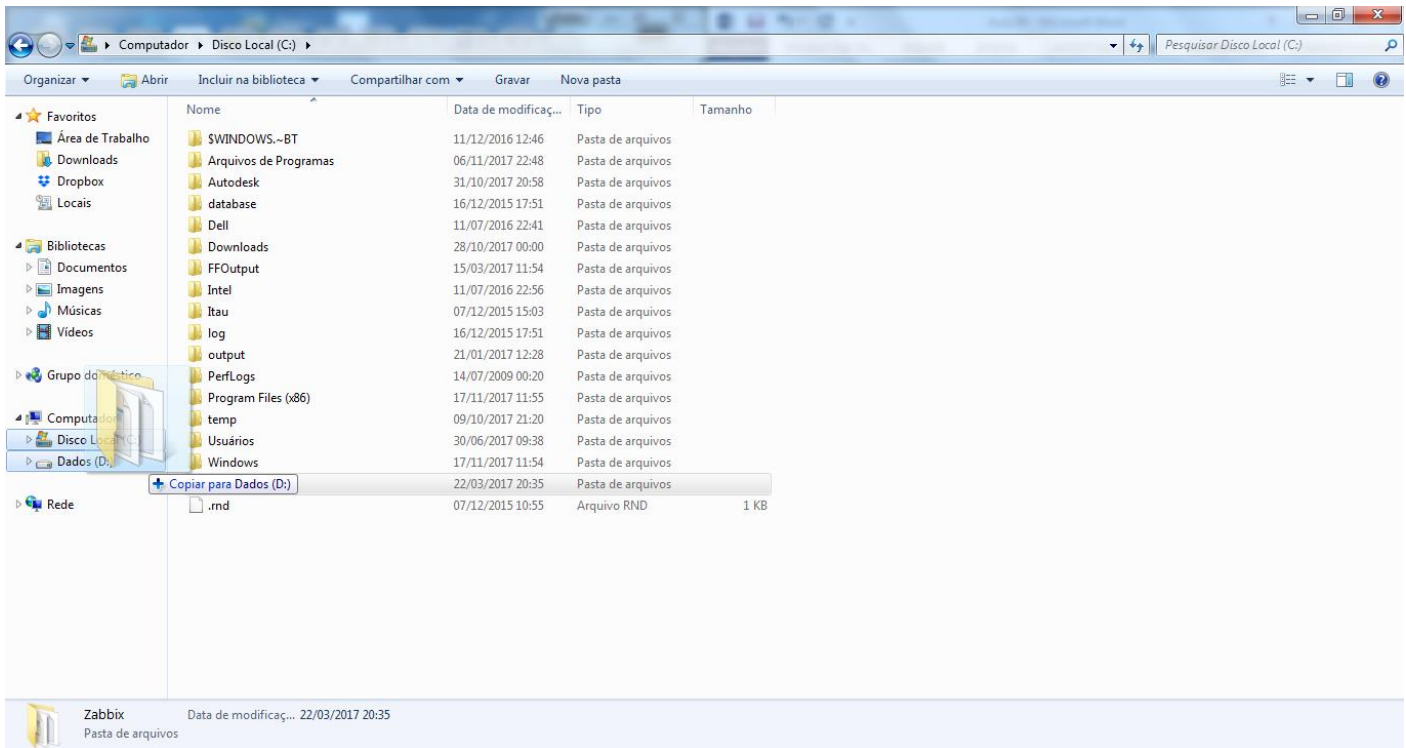 Computador ▸ Disco Local (C:) ▸
Pesquisar Disco Local (C:)
Organizar Abrir Incluir na biblioteca Compartilhar com Gravar Nova pasta
Favoritos
Área de Trabalho
Downloads
Dropbox
Locais
Bibliotecas
Documentos
Imagens
Músicas
Vídeos
Grupo doméstico
Computador
Disco Local (C:)
Dados (D:)
Rede
Nome Data de modificaç... Tipo Tamanho
$WINDOWS.~BT 11/12/2016 12:46 Pasta de arquivos
Arquivos de Programas 06/11/2017 22:48 Pasta de arquivos
Autodesk 31/10/2017 20:58 Pasta de arquivos
database 16/12/2015 17:51 Pasta de arquivos
Dell 11/07/2016 22:41 Pasta de arquivos
Downloads 28/10/2017 00:00 Pasta de arquivos
FFOutput 15/03/2017 11:54 Pasta de arquivos
Intel 11/07/2016 22:56 Pasta de arquivos
Itau 07/12/2015 15:03 Pasta de arquivos
log 16/12/2015 17:51 Pasta de arquivos
output 21/01/2017 12:28 Pasta de arquivos
PerfLogs 14/07/2009 00:20 Pasta de arquivos
Program Files (x86) 17/11/2017 11:55 Pasta de arquivos
temp 09/10/2017 21:20 Pasta de arquivos
Usuários 30/06/2017 09:38 Pasta de arquivos
Windows 17/11/2017 11:54 Pasta de arquivos
Copiar para Dados (D:) 22/03/2017 20:35 Pasta de arquivos
.rnd 07/12/2015 10:55 Arquivo RND 1 KB
Zabbix Data de modificaç... 22/03/2017 20:35
Pasta de arquivos